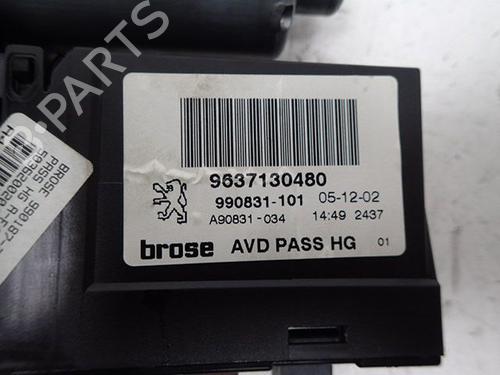 9637130480
990831-101 05-12-02
A90831-034 14:49 2437
brose AVD PASS HG 01
BROSE 990187-
PASS HG
B-PARTS